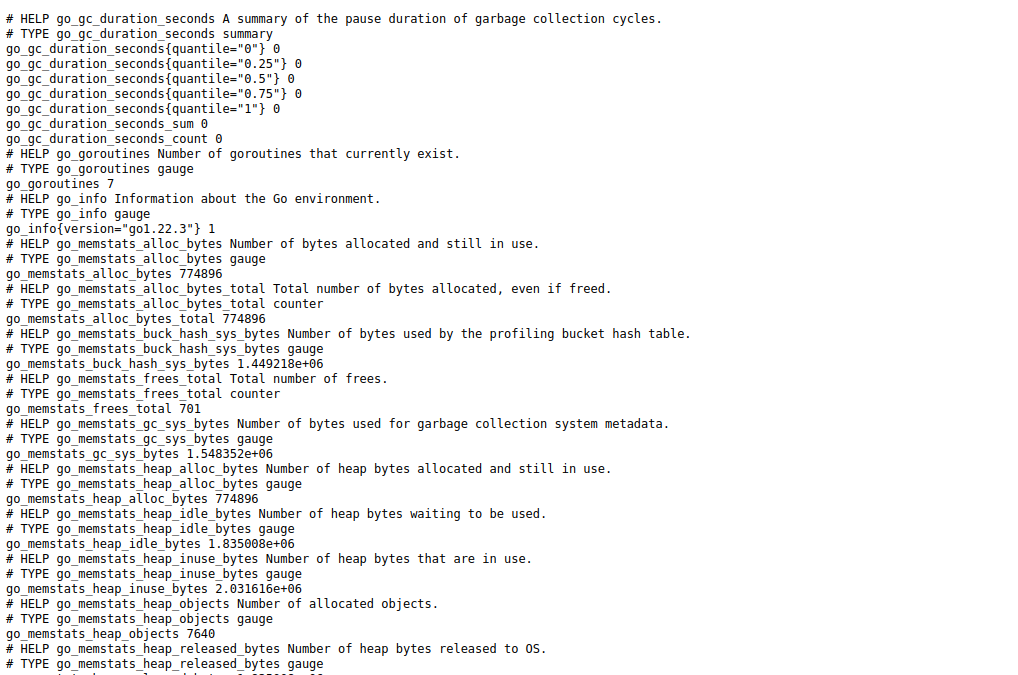 # HELP go_gc_duration_seconds A summary of the pause duration of garbage collection cycles.
# TYPE go_gc_duration_seconds summary
go_gc_duration_seconds{quantile="0"} 0
go_gc_duration_seconds{quantile="0.25"} 0
go_gc_duration_seconds{quantile="0.5"} 0
go_gc_duration_seconds{quantile="0.75"} 0
go_gc_duration_seconds{quantile="1"} 0
go_gc_duration_seconds_sum 0
go_gc_duration_seconds_count 0
# HELP go_goroutines Number of goroutines that currently exist.
# TYPE go_goroutines gauge
go_goroutines 7
# HELP go_info Information about the Go environment.
# TYPE go_info gauge
go_info{version="go1.22.3"} 1
# HELP go_memstats_alloc_bytes Number of bytes allocated and still in use.
# TYPE go_memstats_alloc_bytes gauge
go_memstats_alloc_bytes 774896
# HELP go_memstats_alloc_bytes_total Total number of bytes allocated, even if freed.
# TYPE go_memstats_alloc_bytes_total counter
go_memstats_alloc_bytes_total 774896
# HELP go_memstats_buck_hash_sys_bytes Number of bytes used by the profiling bucket hash table.
# TYPE go_memstats_buck_hash_sys_bytes gauge
go_memstats_buck_hash_sys_bytes 1.449218e+06
# HELP go_memstats_frees_total Total number of frees.
# TYPE go_memstats_frees_total counter
go_memstats_frees_total 701
# HELP go_memstats_gc_sys_bytes Number of bytes used for garbage collection system metadata.
# TYPE go_memstats_gc_sys_bytes gauge
go_memstats_gc_sys_bytes 1.548352e+06
# HELP go_memstats_heap_alloc_bytes Number of heap bytes allocated and still in use.
# TYPE go_memstats_heap_alloc_bytes gauge
go_memstats_heap_alloc_bytes 774896
# HELP go_memstats_heap_idle_bytes Number of heap bytes waiting to be used.
# TYPE go_memstats_heap_idle_bytes gauge
go_memstats_heap_idle_bytes 1.835008e+06
# HELP go_memstats_heap_inuse_bytes Number of heap bytes that are in use.
# TYPE go_memstats_heap_inuse_bytes gauge
go_memstats_heap_inuse_bytes 2.031616e+06
# HELP go_memstats_heap_objects Number of allocated objects.
# TYPE go_memstats_heap_objects gauge
go_memstats_heap_objects 7640
# HELP go_memstats_heap_released_bytes Number of heap bytes released to OS.
# TYPE go_memstats_heap_released_bytes gauge